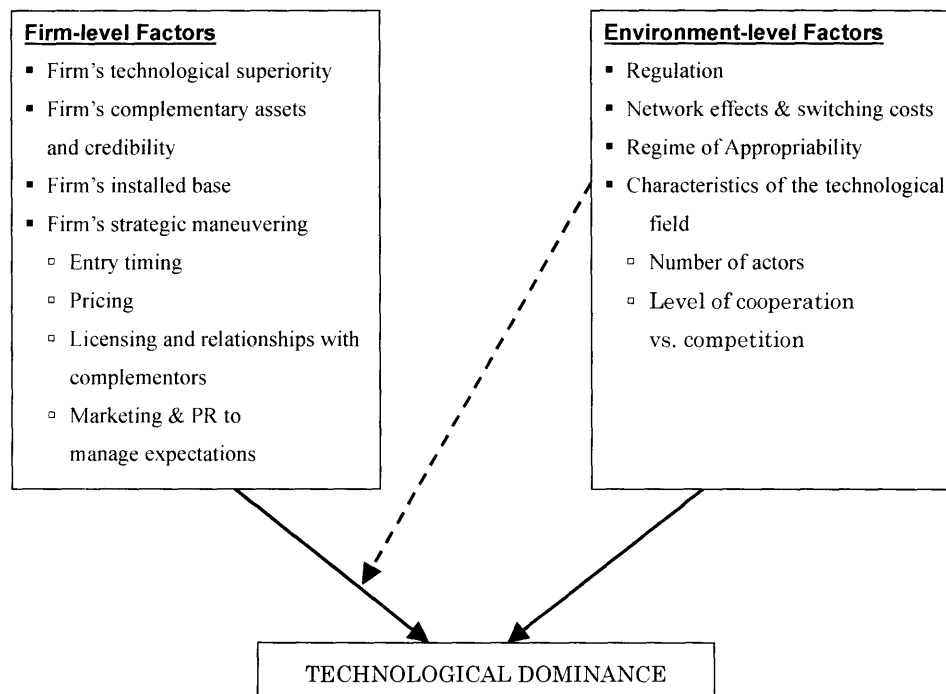 Firm-level Factors
▪ Firm's technological superiority
▪ Firm's complementary assets
and credibility
▪ Firm's installed base
▪ Firm's strategic maneuvering
▫ Entry timing
▫ Pricing
▫ Licensing and relationships with
complementors
▫ Marketing & PR to
manage expectations
Environment-level Factors
▪ Regulation
▪ Network effects & switching costs
▪ Regime of Appropriability
▪ Characteristics of the technological
field
▫ Number of actors
▫ Level of cooperation
vs. competition
TECHNOLOGICAL DOMINANCE